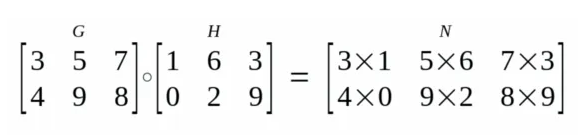 G H N
[3 5 7] ∘ [1 6 3] = [3×1 5×6 7×3]
[4 9 8] [0 2 9] [4×0 9×2 8×9]